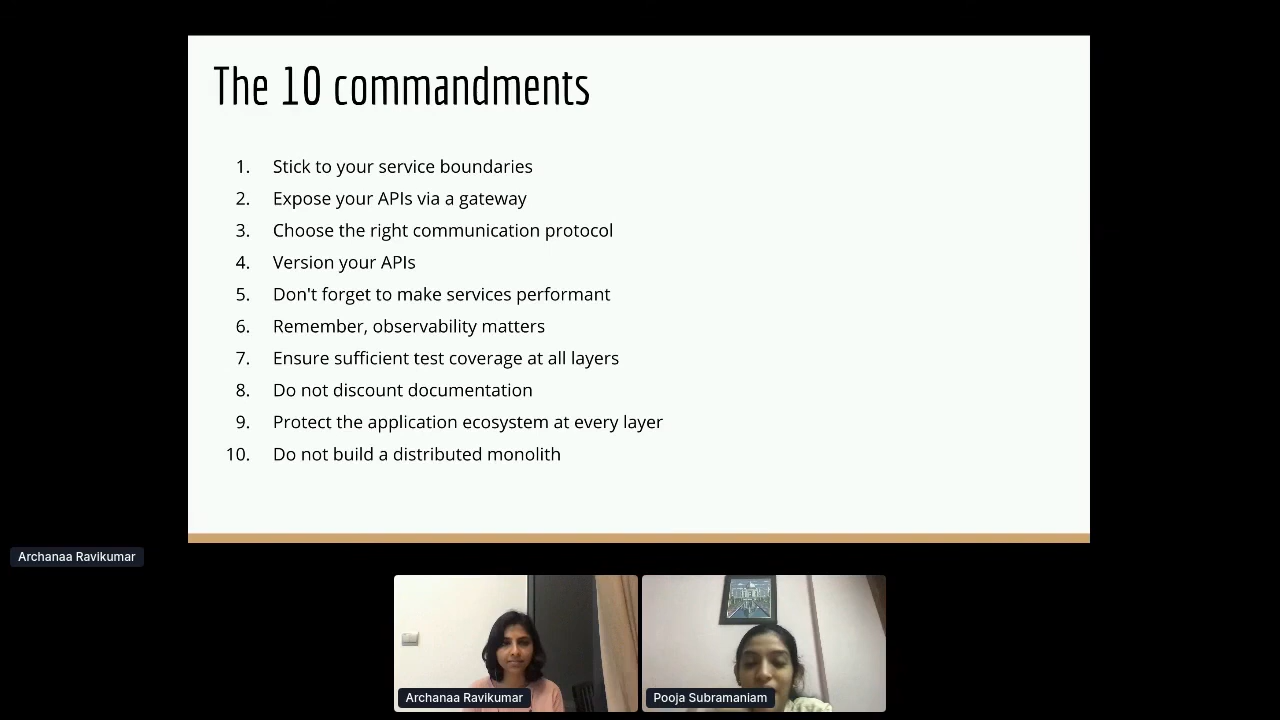 The 10 commandments
1. Stick to your service boundaries
2. Expose your APIs via a gateway
3. Choose the right communication protocol
4. Version your APIs
5. Don't forget to make services performant
6. Remember, observability matters
7. Ensure sufficient test coverage at all layers
8. Do not discount documentation
9. Protect the application ecosystem at every layer
10. Do not build a distributed monolith
Archanaa Ravikumar
Archanaa Ravikumar
Pooja Subramaniam